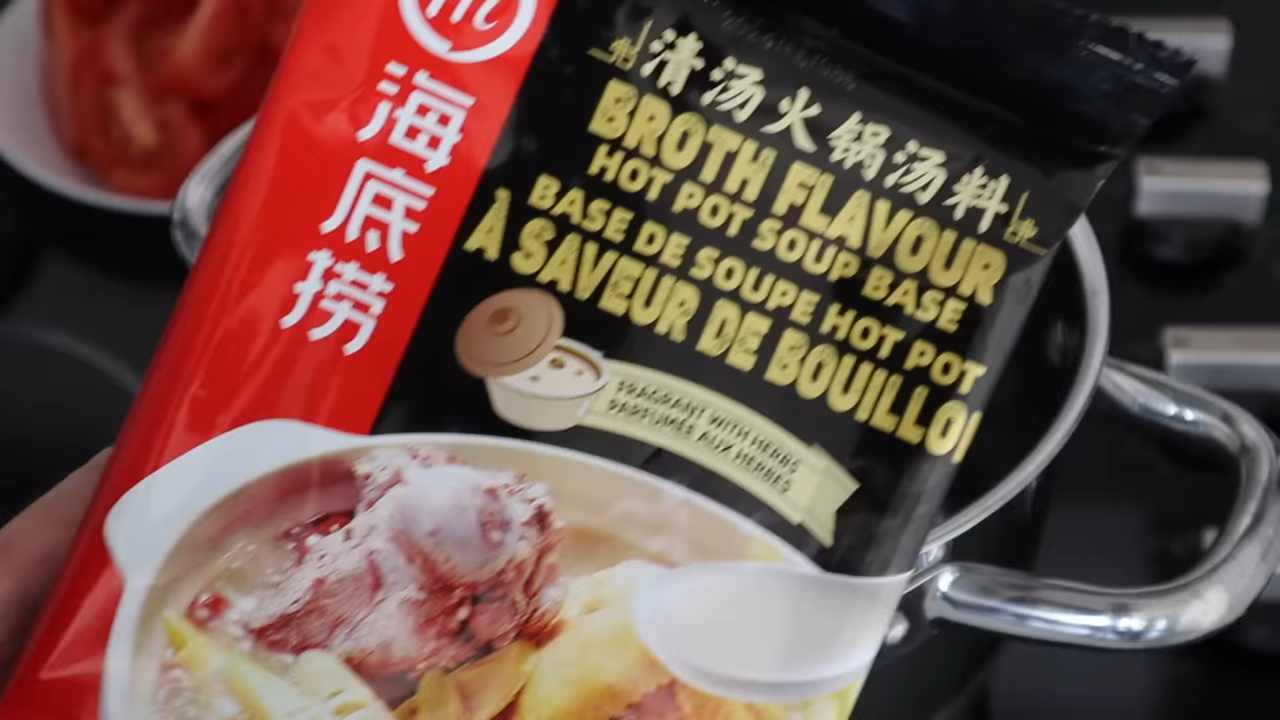 海底捞
清汤火锅汤料
BROTH FLAVOUR
HOT POT SOUP BASE
BASE DE SOUPE HOT POT
À SAVEUR DE BOUILLO
FRAGRANT WITH HERBS
PARFUMÉE AUX HERBES